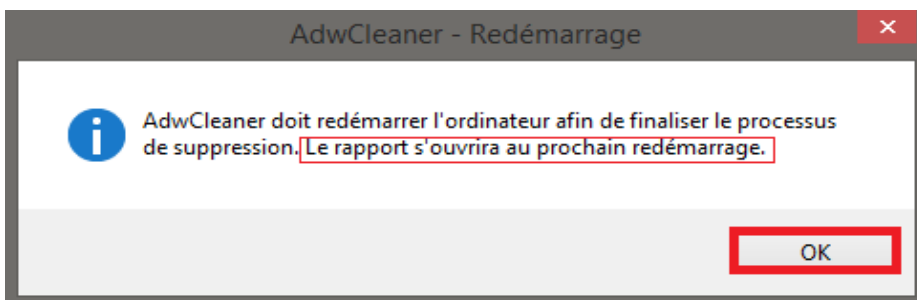 AdwCleaner - Redémarrage
AdwCleaner doit redémarrer l'ordinateur afin de finaliser le processus
de suppression. Le rapport s'ouvrira au prochain redémarrage.
OK